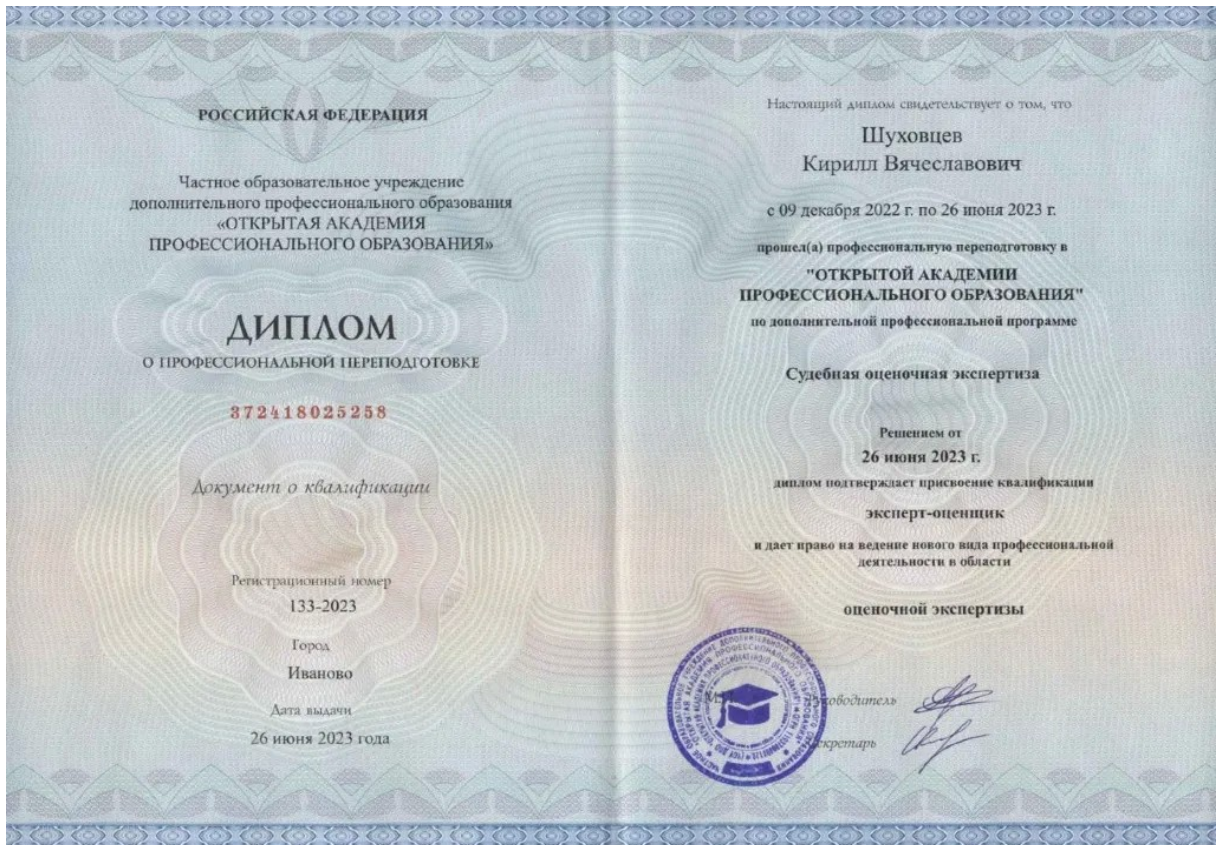 РОССИЙСКАЯ ФЕДЕРАЦИЯ
Частное образовательное учреждение
дополнительного профессионального образования
«ОТКРЫТАЯ АКАДЕМИЯ
ПРОФЕССИОНАЛЬНОГО ОБРАЗОВАНИЯ»
ДИПЛОМ
О ПРОФЕССИОНАЛЬНОЙ ПЕРЕПОДГОТОВКЕ
372418025258
Документ о квалификации
Регистрационный номер
133-2023
Город
Иваново
Дата выдачи
26 июня 2023 года
Настоящий диплом свидетельствует о том, что
Шуховцев
Кирилл Вячеславович
с 09 декабря 2022 г. по 26 июня 2023 г.
прошел(а) профессиональную переподготовку в
"ОТКРЫТОЙ АКАДЕМИИ
ПРОФЕССИОНАЛЬНОГО ОБРАЗОВАНИЯ"
по дополнительной профессиональной программе
Судебная оценочная экспертиза
Решением от
26 июня 2023 г.
диплом подтверждает присвоение квалификации
эксперт-оценщик
и дает право на ведение нового вида профессиональной
деятельности в области
оценочной экспертизы
Руководитель
Секретарь